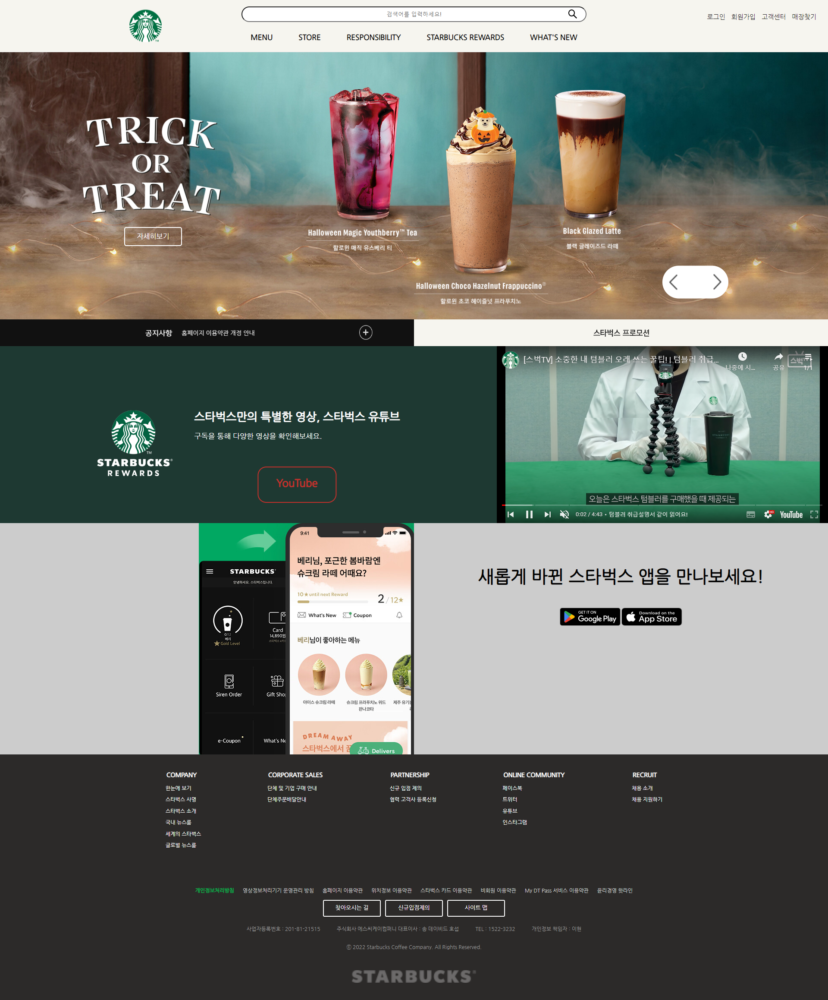 검색어를 입력하세요!
로그인 회원가입 고객센터 매장찾기
MENU STORE RESPONSIBILITY STARBUCKS REWARDS WHAT'S NEW
TRICK
OR
TREAT
자세히보기
Halloween Magic Youthberry™ Tea
할로윈 매직 유스베리 티
Black Glazed Latte
블랙 글레이즈드 라떼
Halloween Choco Hazelnut Frappuccino®
할로윈 초코 헤이즐넛 프라푸치노
공지사항 홈페이지 이용약관 개정 안내
스타벅스 프로모션
[스벅TV] 소중한 내 텀블러 오래 쓰는 꿀팁! | 텀블러 취급...
나중에 시... 공유 1/1
스벅TV
스타벅스만의 특별한 영상, 스타벅스 유튜브
구독을 통해 다양한 영상을 확인해보세요.
STARBUCKS®
REWARDS
YouTube
오늘은 스타벅스 텀블러를 구매했을 때 제공되는
0:02 / 4:43 • 텀블러 취급설명서 같이 읽어요!
HD
YouTube
9:41
베리님, 포근한 봄바람엔
슈크림 라떼 어때요?
STARBUCKS®
안녕하세요. 스타벅스입니다.
10★ until next Reward
2 / 12★
What's New Coupon
0/12
베리
Gold Level
Card
14,890원
스타벅스 e카드
베리님이 좋아하는 메뉴
Siren Order Gift Shop
아이스 슈크림 라떼
슈크림 프라푸치노 위드
판나코타
제주 유기농
e-Coupon What's Ne
DREAM AWAY
스타벅스에서 꿈
Delivers
새롭게 바뀐 스타벅스 앱을 만나보세요!
GET IT ON
Google Play
Download on the
App Store
COMPANY
한눈에 보기
스타벅스 사명
스타벅스 소개
국내 뉴스룸
세계의 스타벅스
글로벌 뉴스룸
CORPORATE SALES
단체 및 기업 구매 안내
단체주문배달안내
PARTNERSHIP
신규 입점 제의
협력 고객사 등록신청
ONLINE COMMUNITY
페이스북
트위터
유튜브
인스타그램
RECRUIT
채용 소개
채용 지원하기
개인정보처리방침 영상정보처리기기 운영관리 방침 홈페이지 이용약관 위치정보 이용약관 스타벅스 카드 이용약관 비회원 이용약관 My DT Pass 서비스 이용약관 윤리경영 핫라인
찾아오시는 길 신규입점제의 사이트 맵
사업자등록번호 : 201-81-21515 주식회사 에스씨케이컴퍼니 대표이사 : 송 데이비드 호섭 TEL : 1522-3232 개인정보 책임자 : 이현
ⓒ 2022 Starbucks Coffee Company. All Rights Reserved.
STARBUCKS®